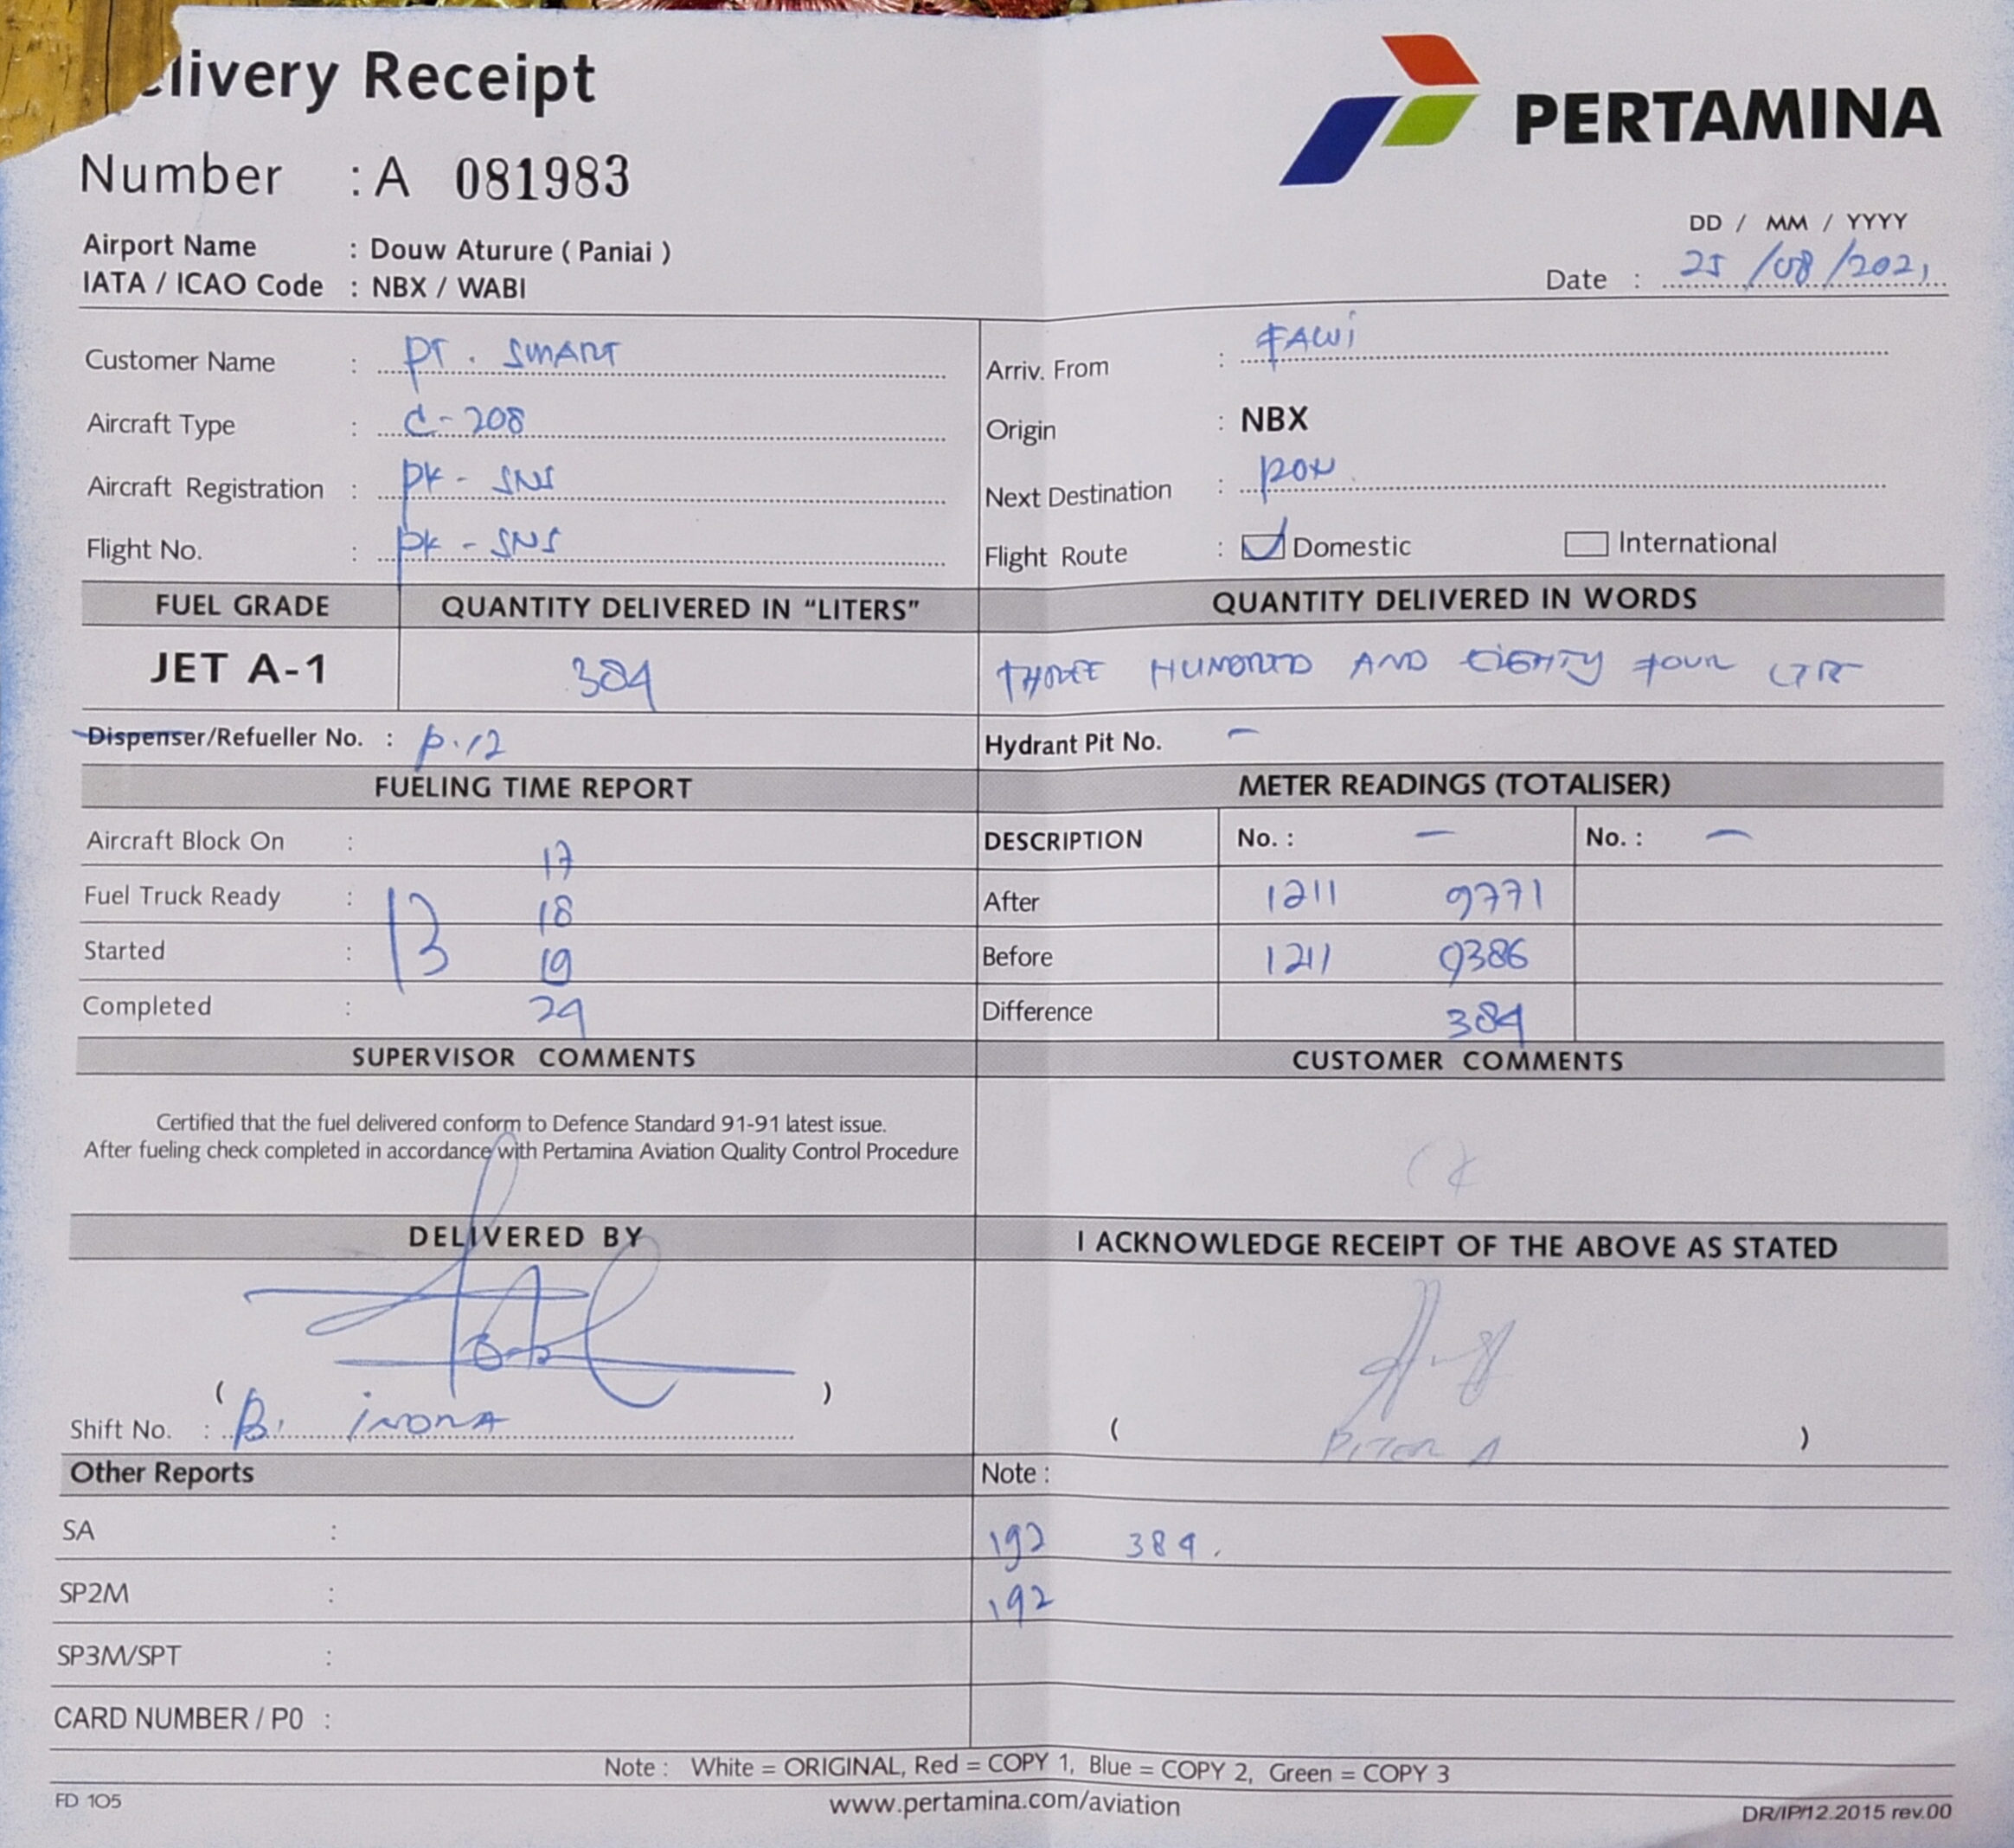 elivery Receipt
PERTAMINA
Number : A 081983
DD / MM / YYYY
Airport Name : Douw Aturure ( Paniai )
Date : 25 /08 /2021
IATA / ICAO Code : NBX / WABI
Customer Name : PT. SMART
Arriv. From : FAWi
Aircraft Type : C-208
Origin : NBX
Aircraft Registration : PK - SNS
Next Destination :
Flight No. : PK - SNS
Flight Route : Domestic International
FUEL GRADE QUANTITY DELIVERED IN “LITERS” QUANTITY DELIVERED IN WORDS
JET A-1 384 THREE HUNDRED AND EIGHTY FOUR LTR
Dispenser/Refueller No. : P.12
Hydrant Pit No. -
FUELING TIME REPORT METER READINGS (TOTALISER)
Aircraft Block On : 17
DESCRIPTION No. : - No. : -
Fuel Truck Ready : 18
After 1211 9771
13
Started : 19
Before 1211 9386
Completed : 24
Difference 384
SUPERVISOR COMMENTS CUSTOMER COMMENTS
Certified that the fuel delivered conform to Defence Standard 91-91 latest issue.
After fueling check completed in accordance with Pertamina Aviation Quality Control Procedure
DELIVERED BY I ACKNOWLEDGE RECEIPT OF THE ABOVE AS STATED
( )
Shift No. : B.
( )
Other Reports Note :
SA : 192 384.
SP2M : 192
SP3M/SPT :
CARD NUMBER / P0 :
Note : White = ORIGINAL, Red = COPY 1, Blue = COPY 2, Green = COPY 3
FD 105 www.pertamina.com/aviation DR/IP/12.2015 rev.00